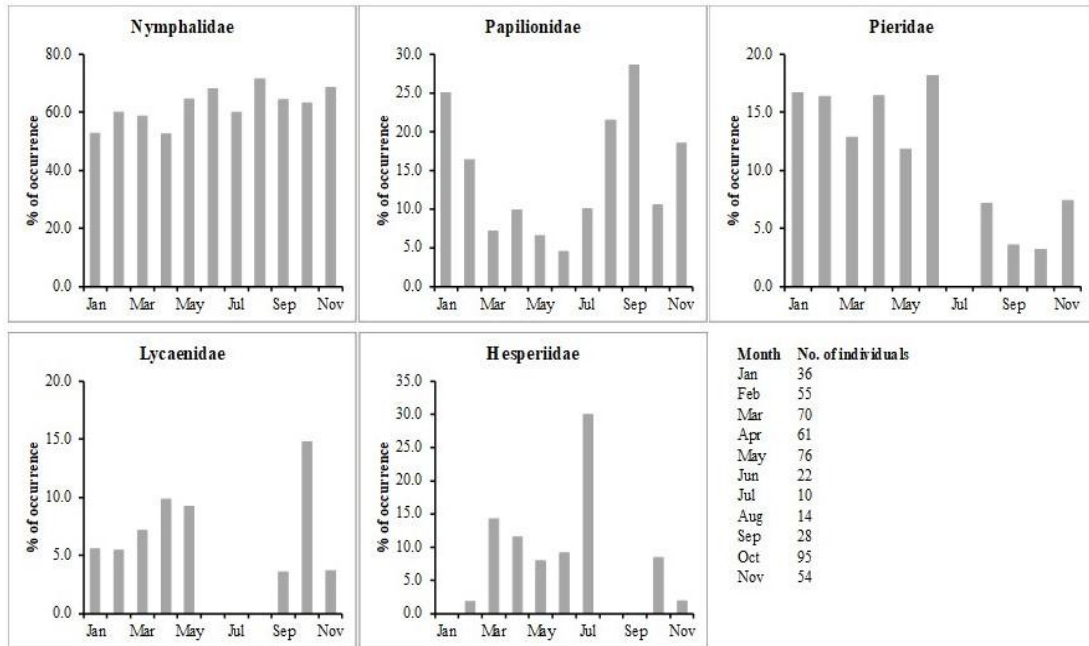 Nymphalidae
80.0
60.0
40.0
20.0
0.0
% of occurrence
Jan Mar May Jul Sep Nov
Papilionidae
30.0
25.0
20.0
15.0
10.0
5.0
0.0
% of occurrence
Jan Mar May Jul Sep Nov
Pieridae
20.0
15.0
10.0
5.0
0.0
% of occurrence
Jan Mar May Jul Sep Nov
Lycaenidae
20.0
15.0
10.0
5.0
0.0
% of occurrence
Jan Mar May Jul Sep Nov
Hesperiidae
35.0
30.0
25.0
20.0
15.0
10.0
5.0
0.0
% of occurrence
Jan Mar May Jul Sep Nov
Month No. of individuals
Jan 36
Feb 55
Mar 70
Apr 61
May 76
Jun 22
Jul 10
Aug 14
Sep 28
Oct 95
Nov 54